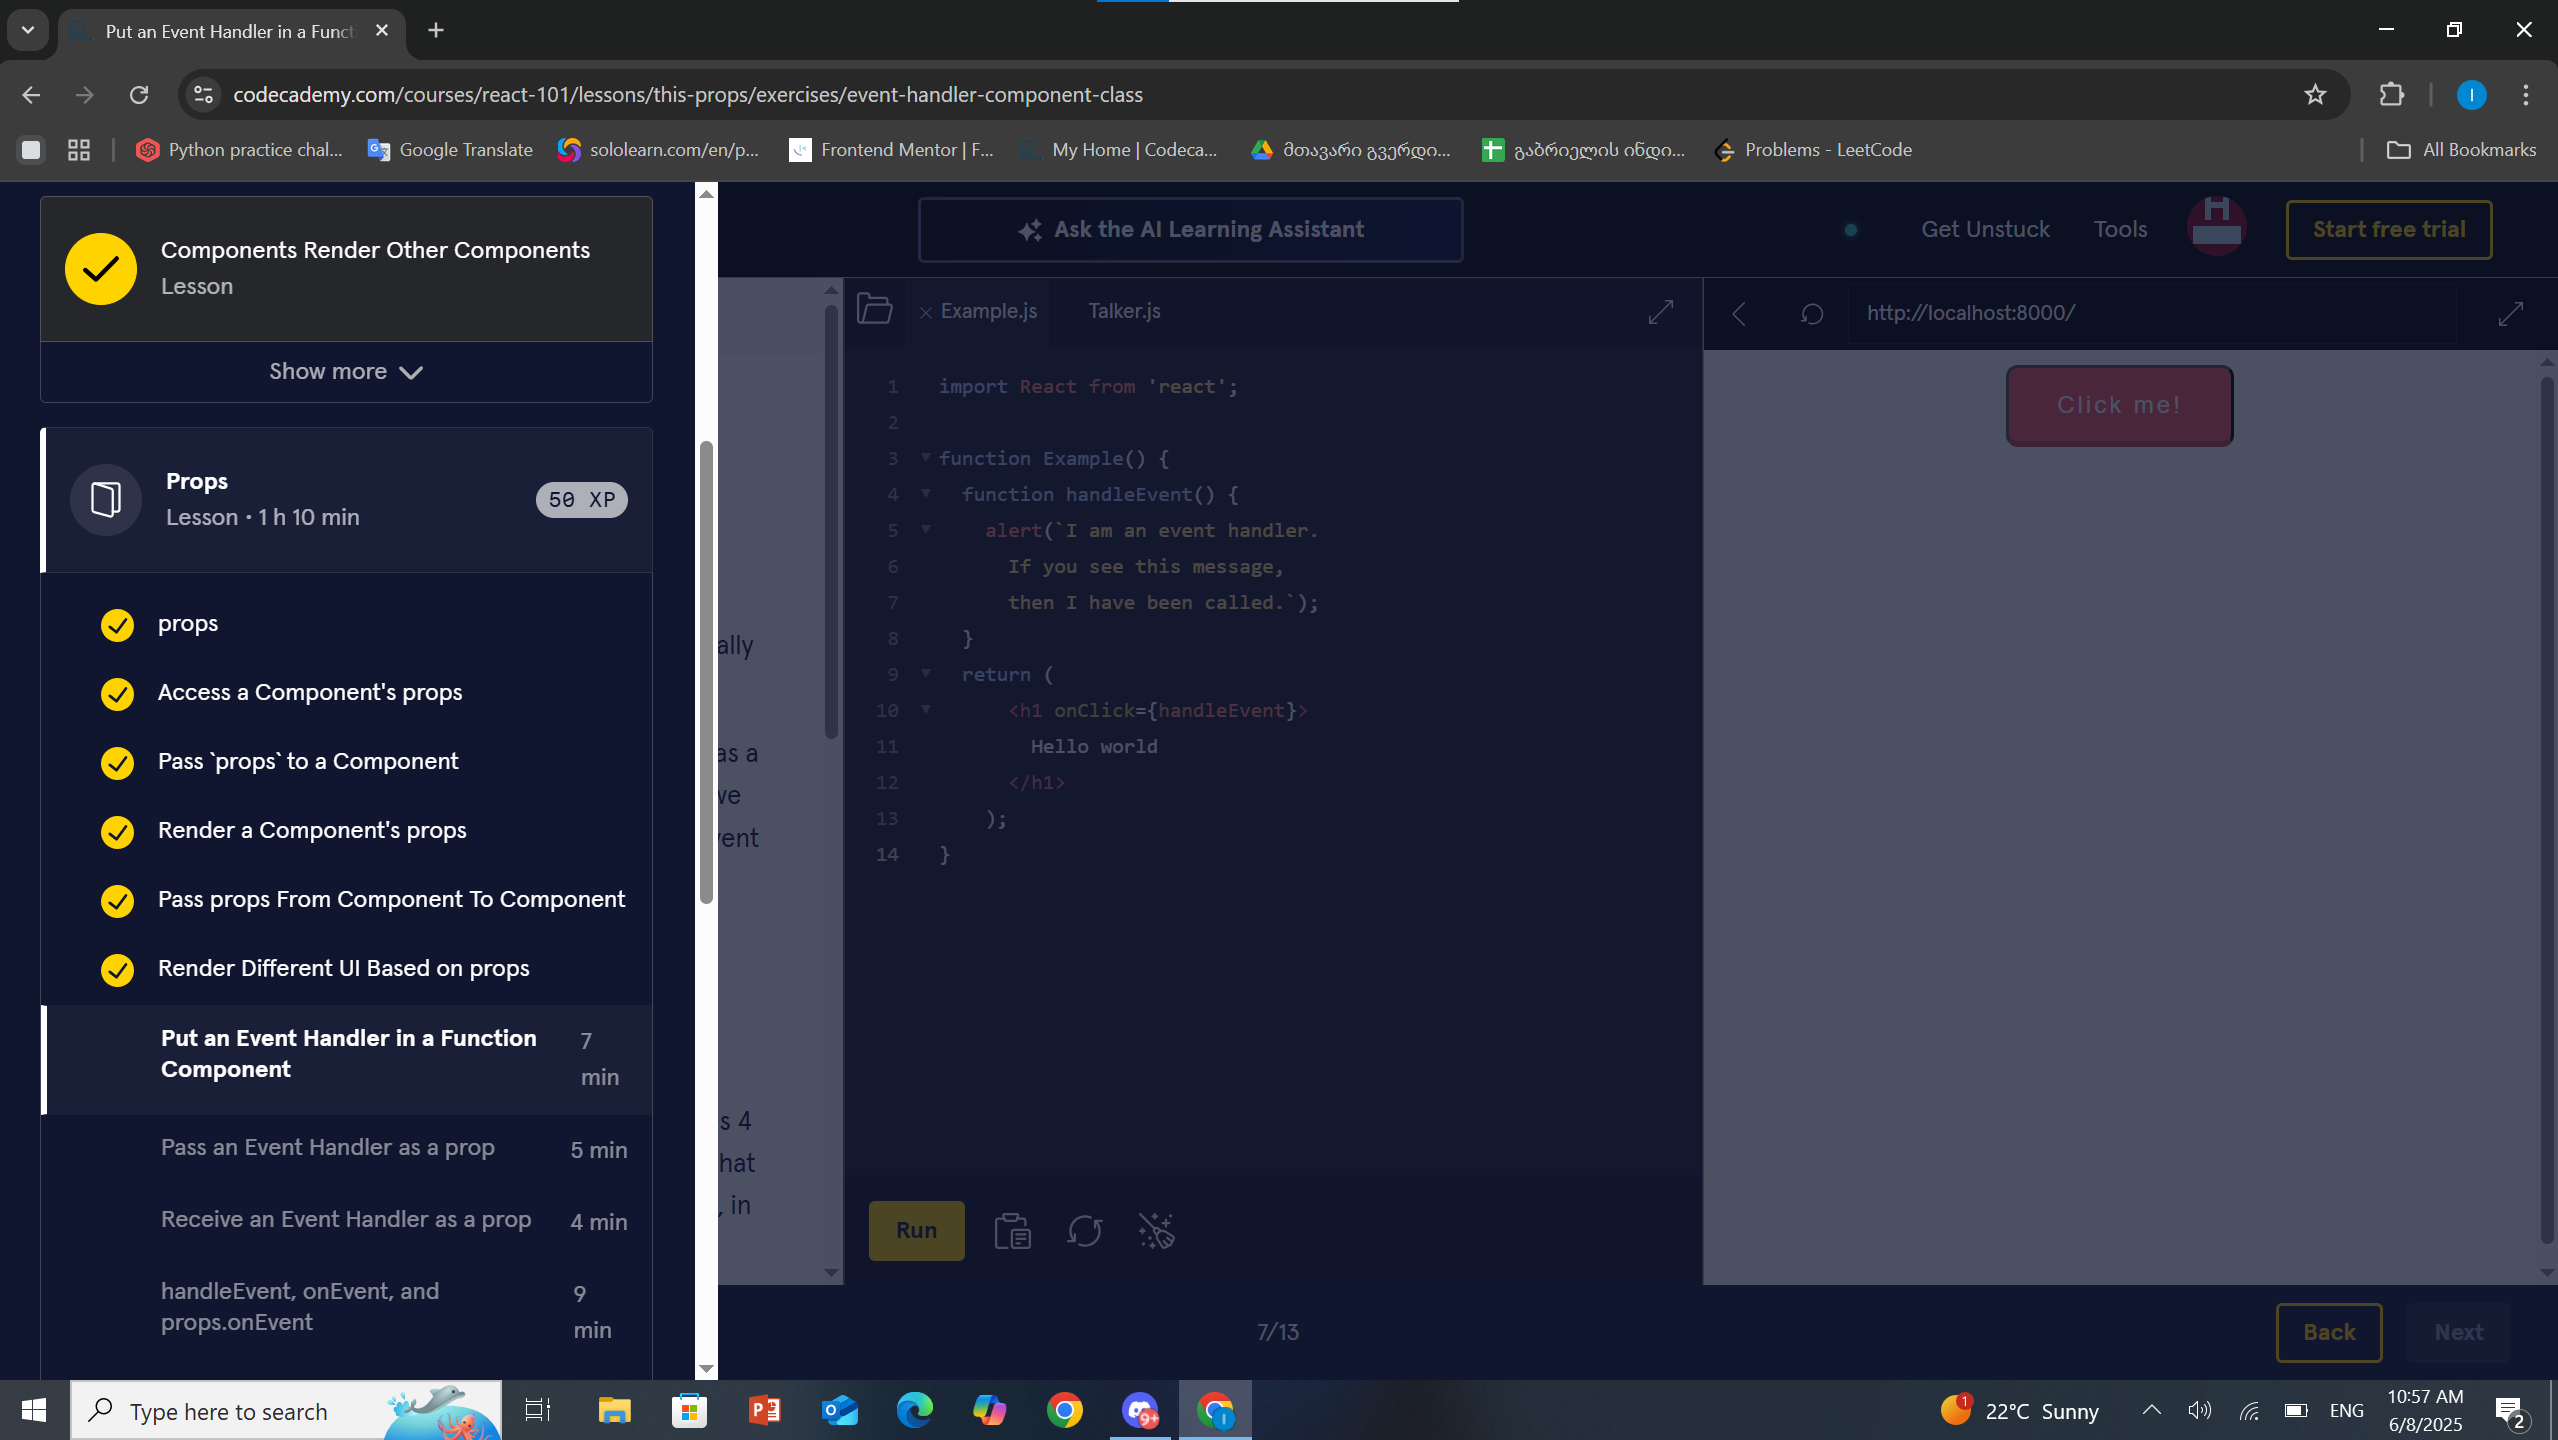 Put an Event Handler in a Funct
codecademy.com/courses/react-101/lessons/this-props/exercises/event-handler-component-class
I
Python practice chal...
Google Translate
sololearn.com/en/p...
Frontend Mentor | F...
My Home | Codeca...
მთავარი გვერდი...
გაბრიელის ინდი...
Problems - LeetCode
All Bookmarks
Components Render Other Components
Lesson
Show more
Props
Lesson • 1 h 10 min
50 XP
props
Access a Component's props
Pass `props` to a Component
Render a Component's props
Pass props From Component To Component
Render Different UI Based on props
Put an Event Handler in a Function Component
7 min
Pass an Event Handler as a prop
5 min
Receive an Event Handler as a prop
4 min
handleEvent, onEvent, and props.onEvent
9 min
Ask the AI Learning Assistant
Get Unstuck
Tools
Start free trial
ally
as a
ve
vent
s 4
hat
, in
Example.js
Talker.js
1 import React from 'react';
2
3 function Example() {
4 function handleEvent() {
5 alert(`I am an event handler.
6 If you see this message,
7 then I have been called.`);
8 }
9 return (
10 <h1 onClick={handleEvent}>
11 Hello world
12 </h1>
13 );
14 }
Run
http://localhost:8000/
Click me!
7/13
Back
Next
Type here to search
9+
1
22°C Sunny
ENG
10:57 AM
6/8/2025
2